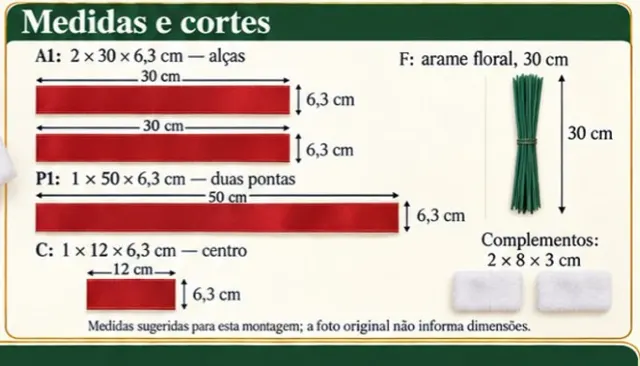 Medidas e cortes
A1: 2 × 30 × 6,3 cm — alças
30 cm
6,3 cm
30 cm
6,3 cm
P1: 1 × 50 × 6,3 cm — duas pontas
50 cm
6,3 cm
C: 1 × 12 × 6,3 cm — centro
12 cm
6,3 cm
F: arame floral, 30 cm
30 cm
Complementos:
2 × 8 × 3 cm
Medidas sugeridas para esta montagem; a foto original não informa dimensões.